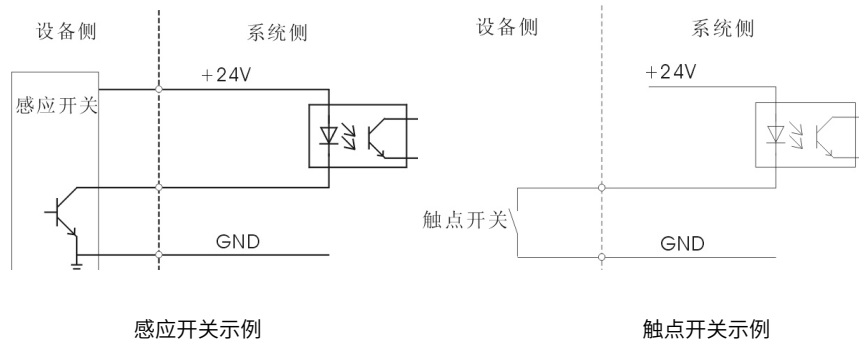 设备侧
系统侧
+24V
感应开关
GND
感应开关示例
设备侧
系统侧
+24V
触点开关
GND
触点开关示例